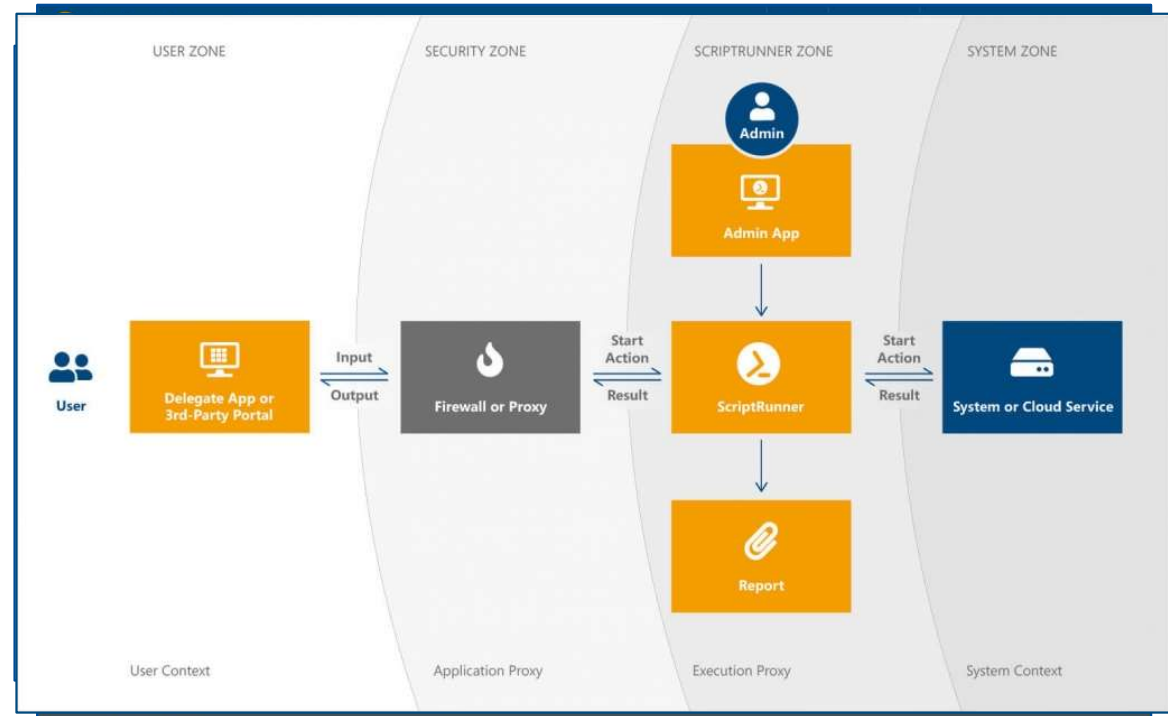 USER ZONE
SECURITY ZONE
SCRIPTRUNNER ZONE
SYSTEM ZONE
Admin
Admin App
User
Delegate App or
3rd-Party Portal
Input
Output
Firewall or Proxy
Start
Action
Result
ScriptRunner
Start
Action
Result
System or Cloud Service
Report
User Context
Application Proxy
Execution Proxy
System Context